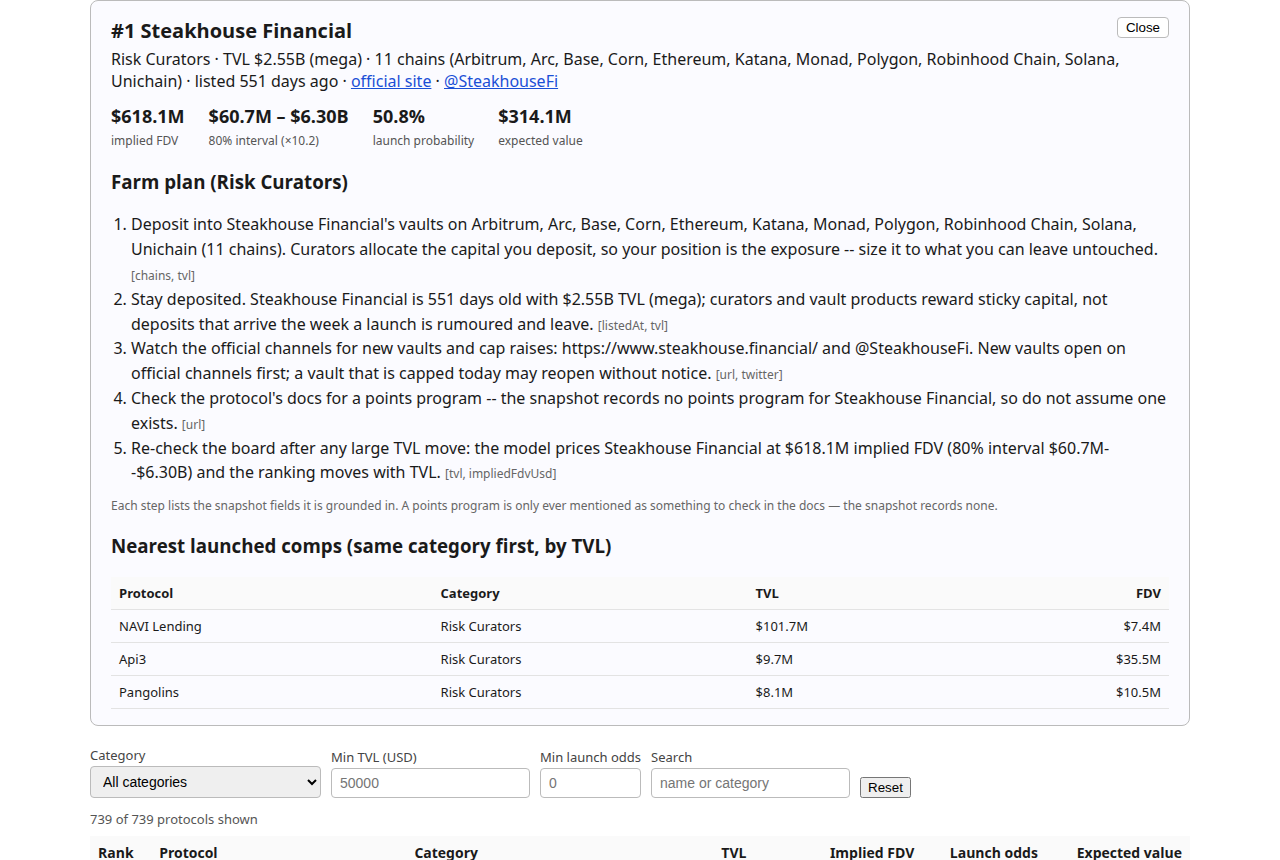 #1 Steakhouse Financial
Close
Risk Curators · TVL $2.55B (mega) · 11 chains (Arbitrum, Arc, Base, Corn, Ethereum, Katana, Monad, Polygon, Robinhood Chain, Solana,
Unichain) · listed 551 days ago · official site · @SteakhouseFi
$618.1M $60.7M – $6.30B 50.8% $314.1M
implied FDV 80% interval (×10.2) launch probability expected value
Farm plan (Risk Curators)
1. Deposit into Steakhouse Financial's vaults on Arbitrum, Arc, Base, Corn, Ethereum, Katana, Monad, Polygon, Robinhood Chain, Solana,
Unichain (11 chains). Curators allocate the capital you deposit, so your position is the exposure -- size it to what you can leave untouched.
[chains, tvl]
2. Stay deposited. Steakhouse Financial is 551 days old with $2.55B TVL (mega); curators and vault products reward sticky capital, not
deposits that arrive the week a launch is rumoured and leave. [listedAt, tvl]
3. Watch the official channels for new vaults and cap raises: https://www.steakhouse.financial/ and @SteakhouseFi. New vaults open on
official channels first; a vault that is capped today may reopen without notice. [url, twitter]
4. Check the protocol's docs for a points program -- the snapshot records no points program for Steakhouse Financial, so do not assume one
exists. [url]
5. Re-check the board after any large TVL move: the model prices Steakhouse Financial at $618.1M implied FDV (80% interval $60.7M-
-$6.30B) and the ranking moves with TVL. [tvl, impliedFdvUsd]
Each step lists the snapshot fields it is grounded in. A points program is only ever mentioned as something to check in the docs — the snapshot records none.
Nearest launched comps (same category first, by TVL)
Protocol Category TVL FDV
NAVI Lending Risk Curators $101.7M $7.4M
Api3 Risk Curators $9.7M $35.5M
Pangolins Risk Curators $8.1M $10.5M
Category Min TVL (USD) Min launch odds Search
All categories 50000 0 name or category Reset
739 of 739 protocols shown
Rank Protocol Category TVL Implied FDV Launch odds Expected value